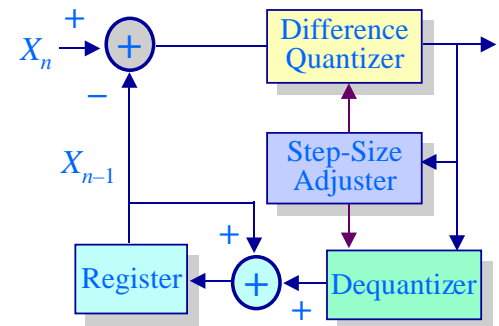 +
Xn
+
−
Difference
Quantizer
Xn–1
Step-Size
Adjuster
+
Register
+
+
Dequantizer